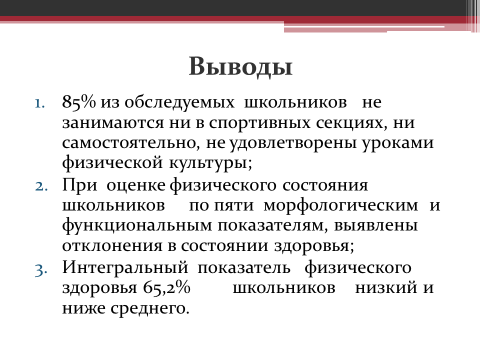 Выводы
1. 85% из обследуемых школьников не
занимаются ни в спортивных секциях, ни
самостоятельно, не удовлетворены уроками
физической культуры;
2. При оценке физического состояния
школьников по пяти морфологическим и
функциональным показателям, выявлены
отклонения в состоянии здоровья;
3. Интегральный показатель физического
здоровья 65,2% школьников низкий и
ниже среднего.